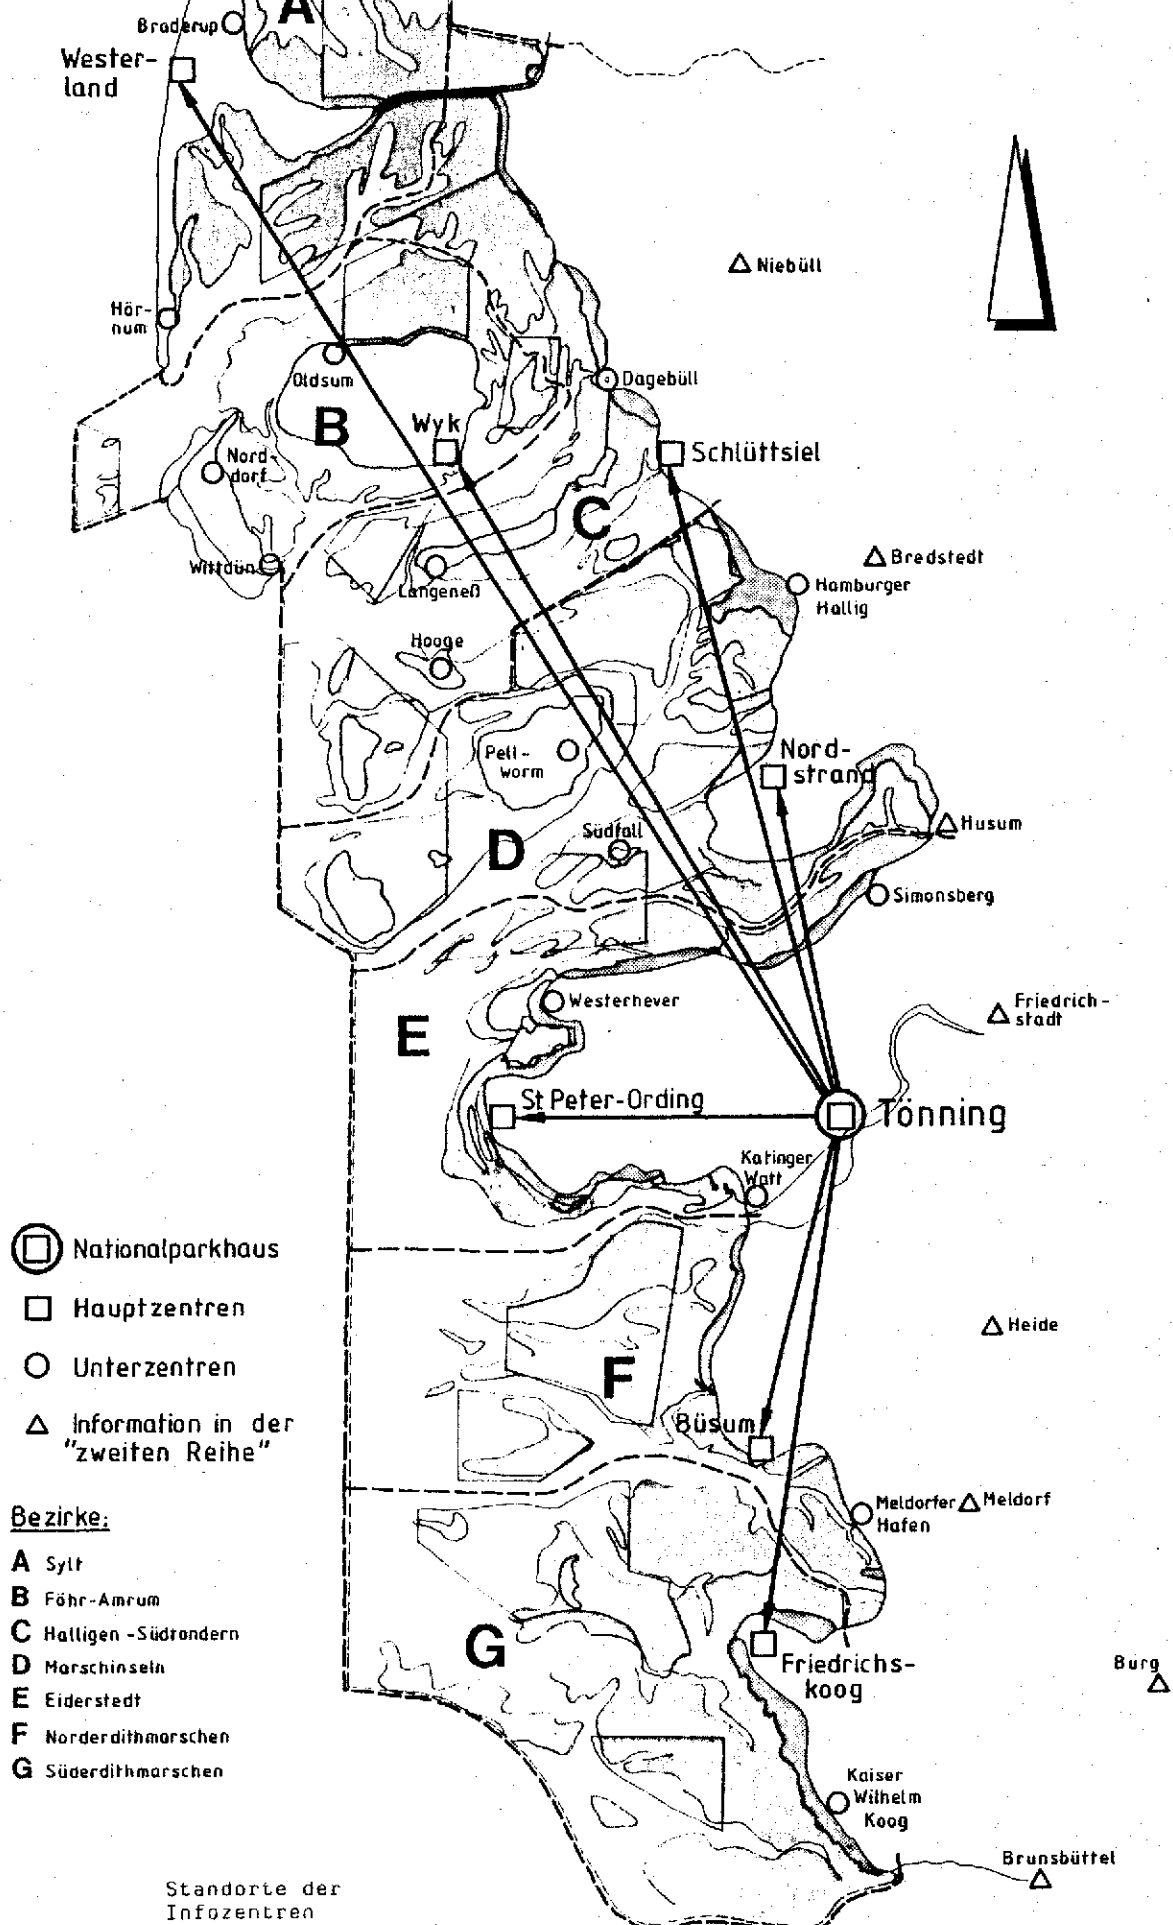 A
Braderup
Wester-
land
Niebüll
Hör-
num
Oldsum
Dagebüll
B
Wyk
Schlüttsiel
Nord-
dorf
C
Bredstedt
Wittdün
Langeneß
Hamburger
Hallig
Hooge
Nord-
strand
Pell-
worm
Husum
Südfall
D
Simonsberg
Westerhever
Friedrich-
stadt
E
St Peter-Ording
Tönning
Katinger
Watt
Nationalparkhaus
Hauptzentren
Heide
Unterzentren
F
Information in der
"zweiten Reihe"
Büsum
Meldorfer
Hafen
Meldorf
Bezirke:
A Sylt
B Föhr-Amrum
C Halligen-Südtondern
D Marschinseln
E Eiderstedt
F Norderdithmarschen
G Süderdithmarschen
G
Friedrichs-
koog
Burg
Kaiser
Wilhelm
Koog
Brunsbüttel
Standorte der
Infozentren